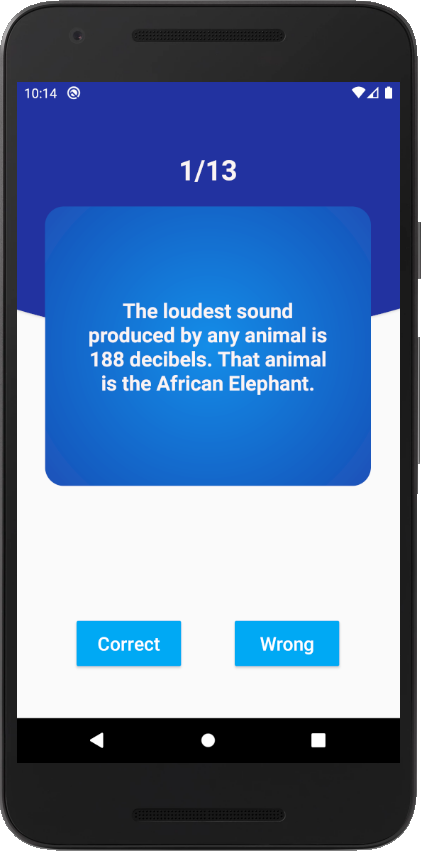 10:14
1/13
The loudest sound
produced by any animal is
188 decibels. That animal
is the African Elephant.
Correct
Wrong